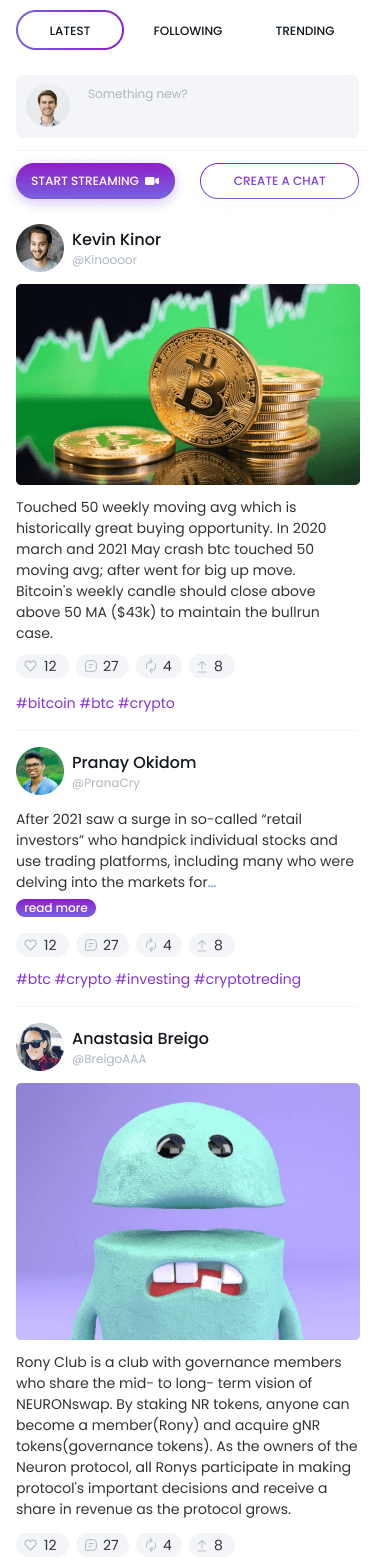 LATEST FOLLOWING TRENDING
Something new?
START STREAMING CREATE A CHAT
Kevin Kinor
@Kinoooor
Touched 50 weekly moving avg which is
historically great buying opportunity. In 2020
march and 2021 May crash btc touched 50
moving avg; after went for big up move.
Bitcoin's weekly candle should close above
above 50 MA ($43k) to maintain the bullrun
case.
12 27 4 8
#bitcoin #btc #crypto
Pranay Okidom
@PranaCry
After 2021 saw a surge in so-called “retail
investors” who handpick individual stocks and
use trading platforms, including many who were
delving into the markets for...
read more
12 27 4 8
#btc #crypto #investing #cryptotreding
Anastasia Breigo
@BreigoAAA
Rony Club is a club with governance members
who share the mid- to long- term vision of
NEURONswap. By staking NR tokens, anyone can
become a member(Rony) and acquire gNR
tokens(governance tokens). As the owners of the
Neuron protocol, all Ronys participate in making
protocol's important decisions and receive a
share in revenue as the protocol grows.
12 27 4 8